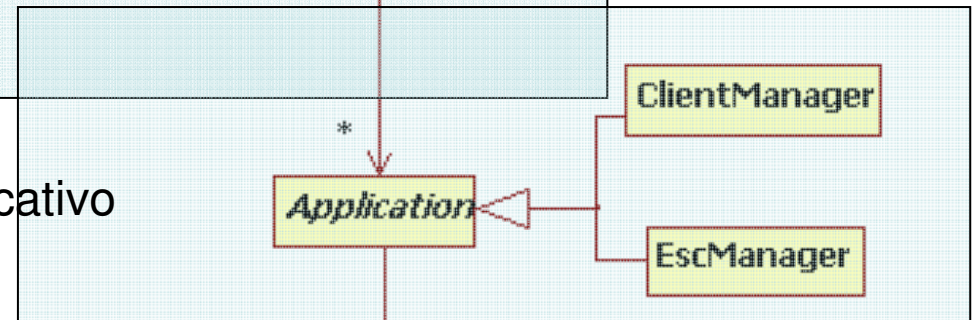 ClientManager
*
cativo
Application
EscManager